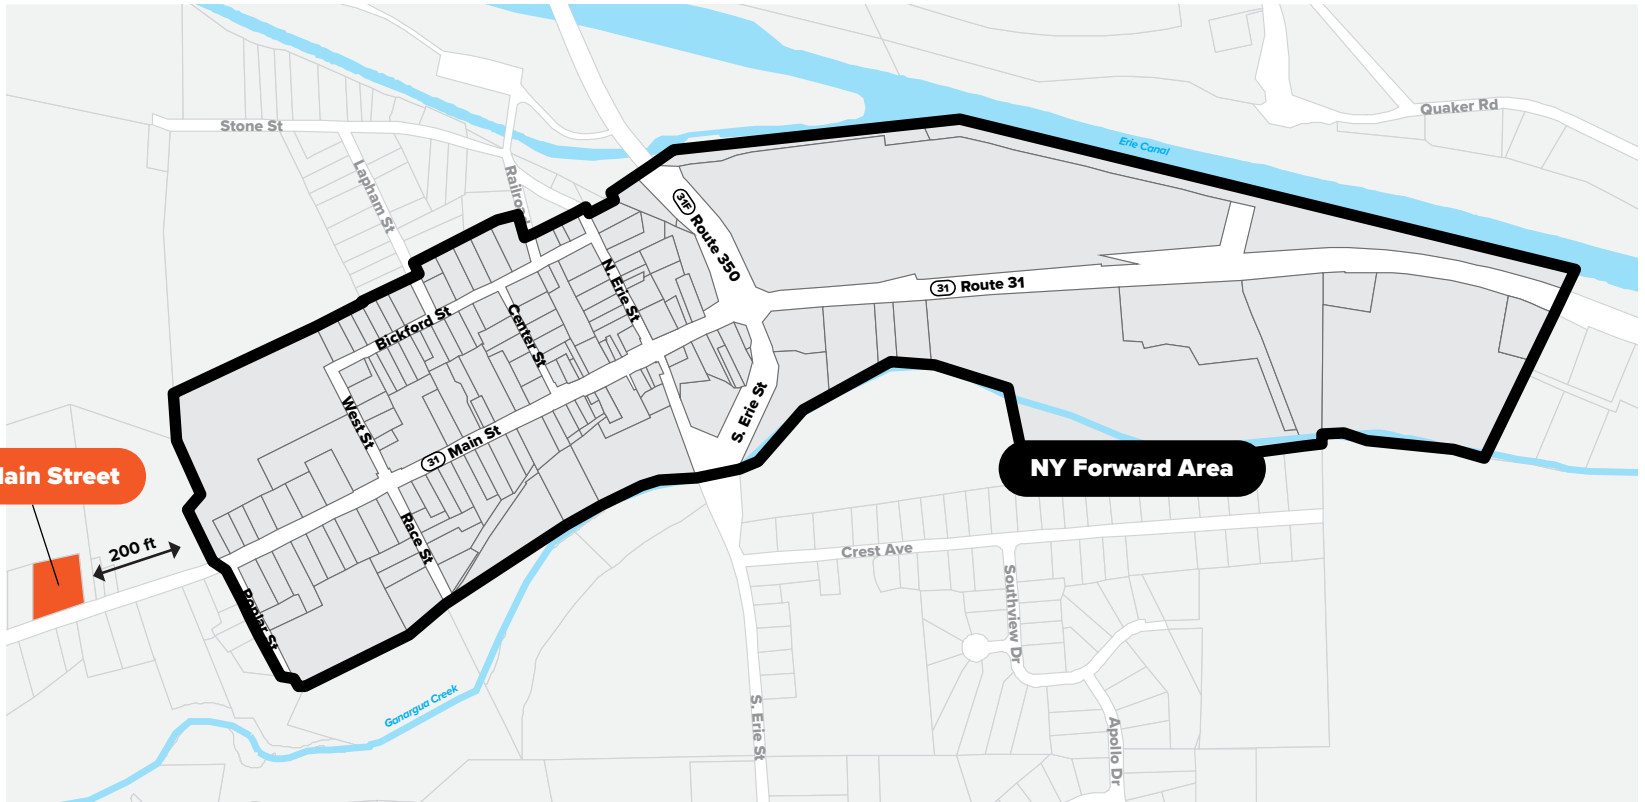 Quaker Rd
Stone St
Erie Canal
Lapham St
31F Route 350
N. Erie St
31 Route 31
Bickford St
Center St
West St
S. Erie St
31 Main St
NY Forward Area
Street
Race St
200 ft
Crest Ave
Southview Dr
Poplar St
Ganargua Creek
S. Erie St
Apollo Dr